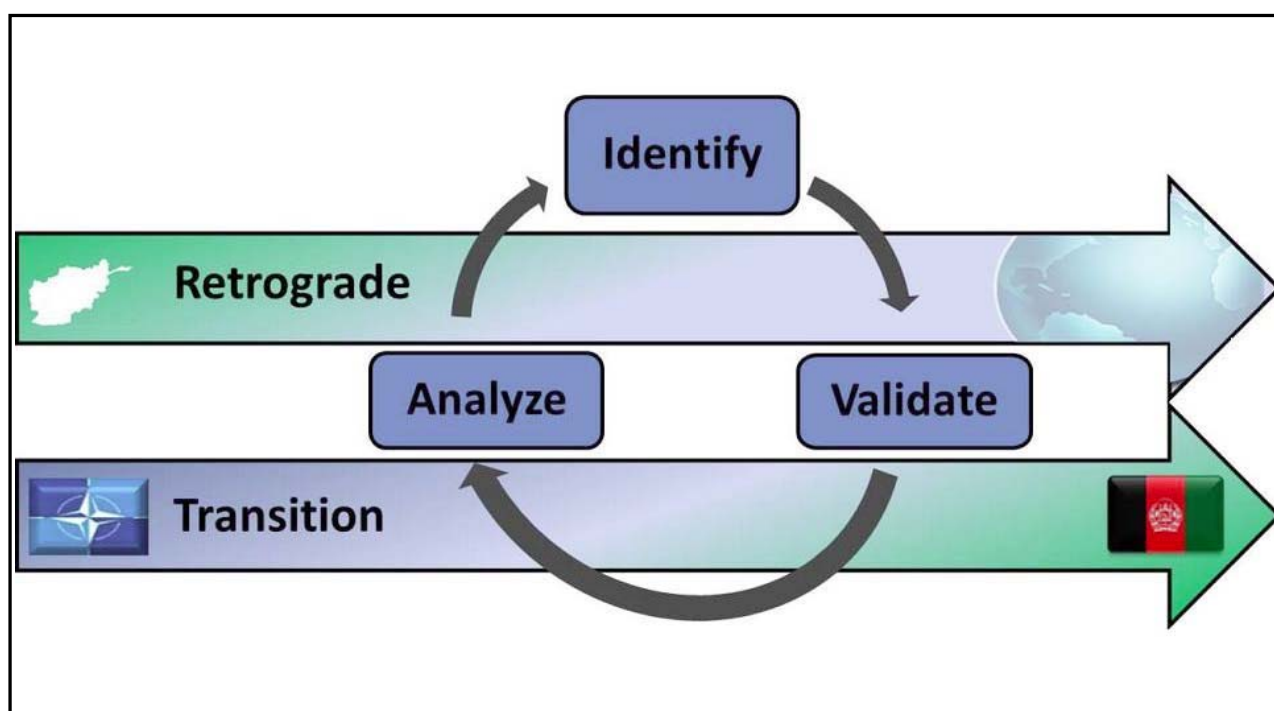 Identify
Retrograde
Analyze
Validate
Transition